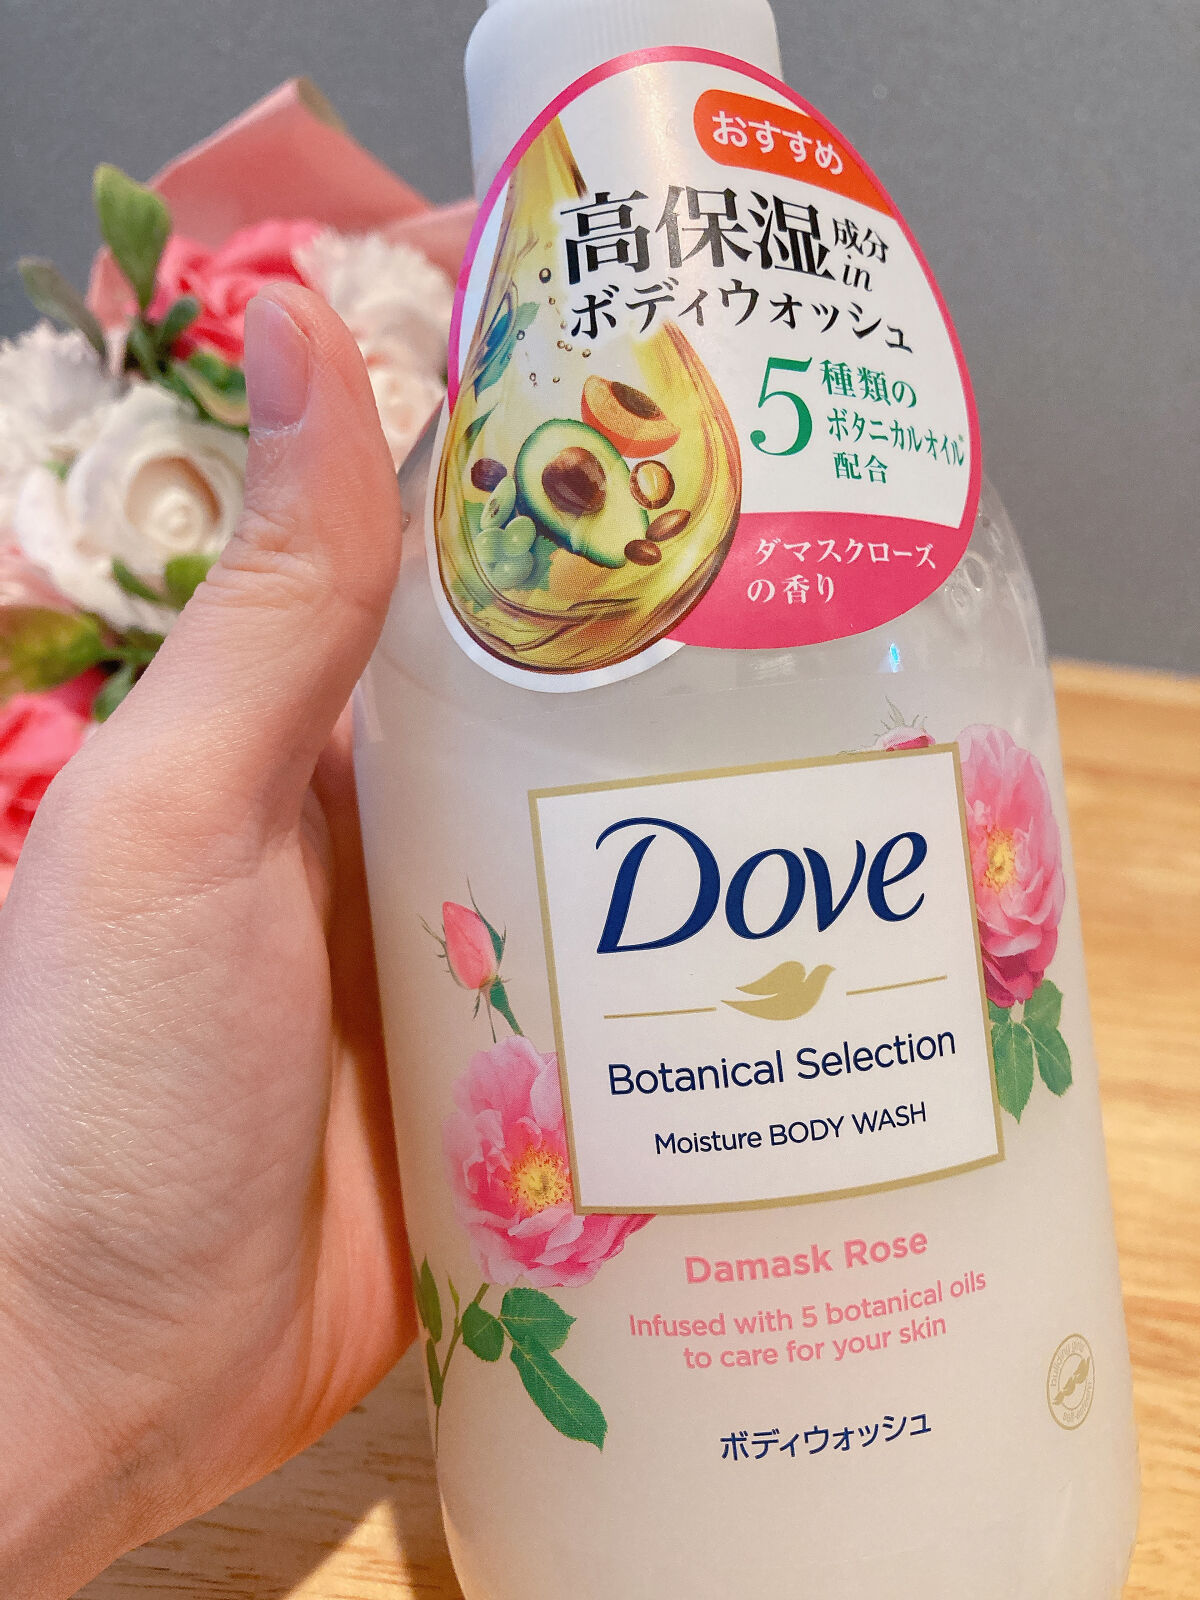 おすすめ
高保湿成分
in
ボディウォッシュ
5種類の
ボタニカルオイル*
配合
ダマスクローズ
の香り
Dove
Botanical Selection
Moisture BODY WASH
Damask Rose
Infused with 5 botanical oils
to care for your skin
ボディウォッシュ